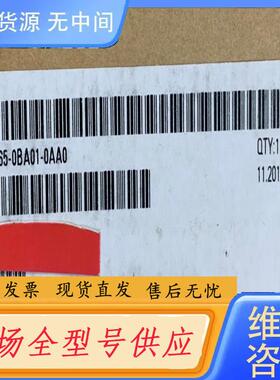 货源 无中间
65-0BA01-0AA0
QTY:1
11.201
发票 现货直发 售后无忧
维
场全型号供应
咨